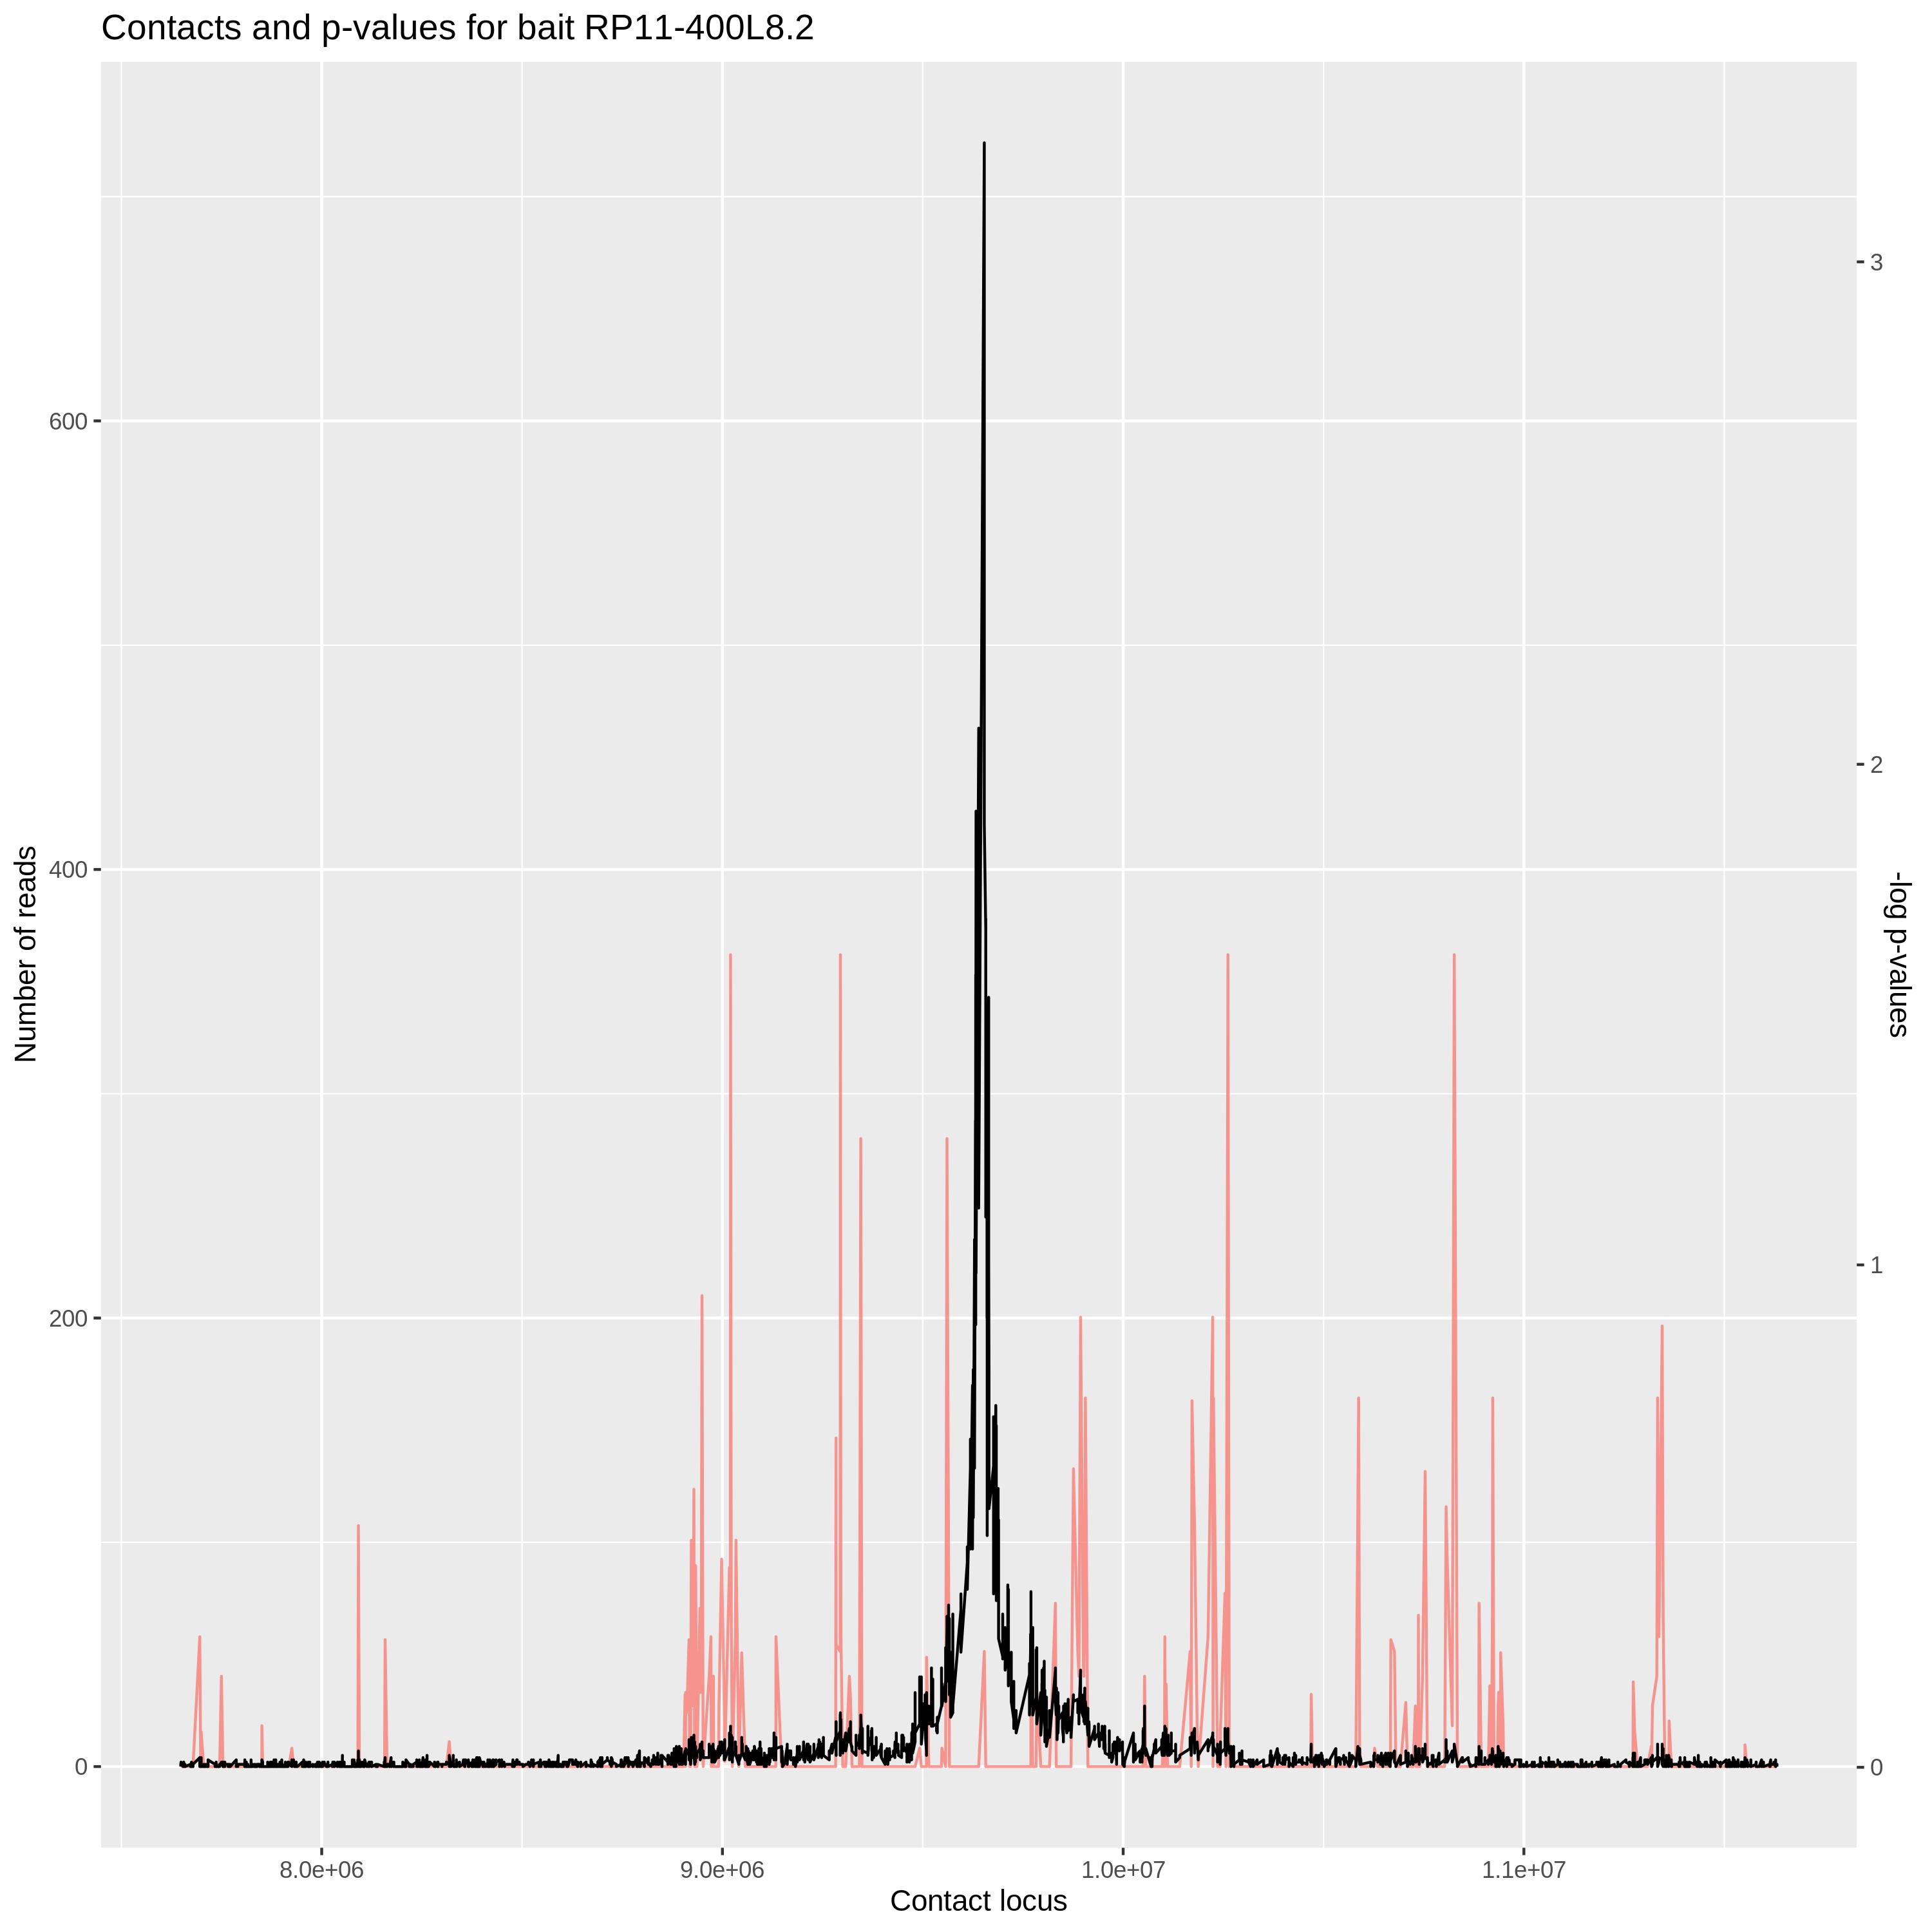 Contacts and p-values for bait RP11-400L8.2
Number of reads
600
400
200
0
3
2
1
0
-log p-values
8.0e+06
9.0e+06
1.0e+07
1.1e+07
Contact locus